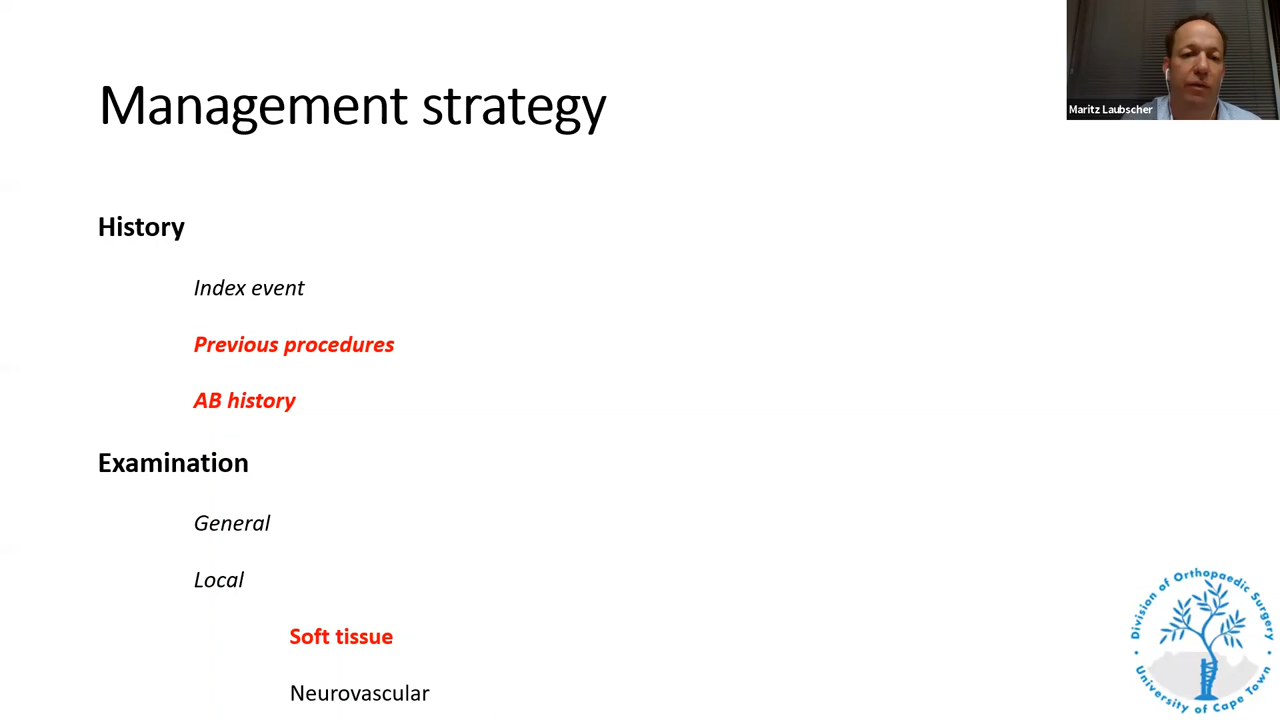 Management strategy
Maritz Laubscher
History
Index event
Previous procedures
AB history
Examination
General
Local
Soft tissue
Neurovascular
Division of Orthopaedic Surgery
University of Cape Town